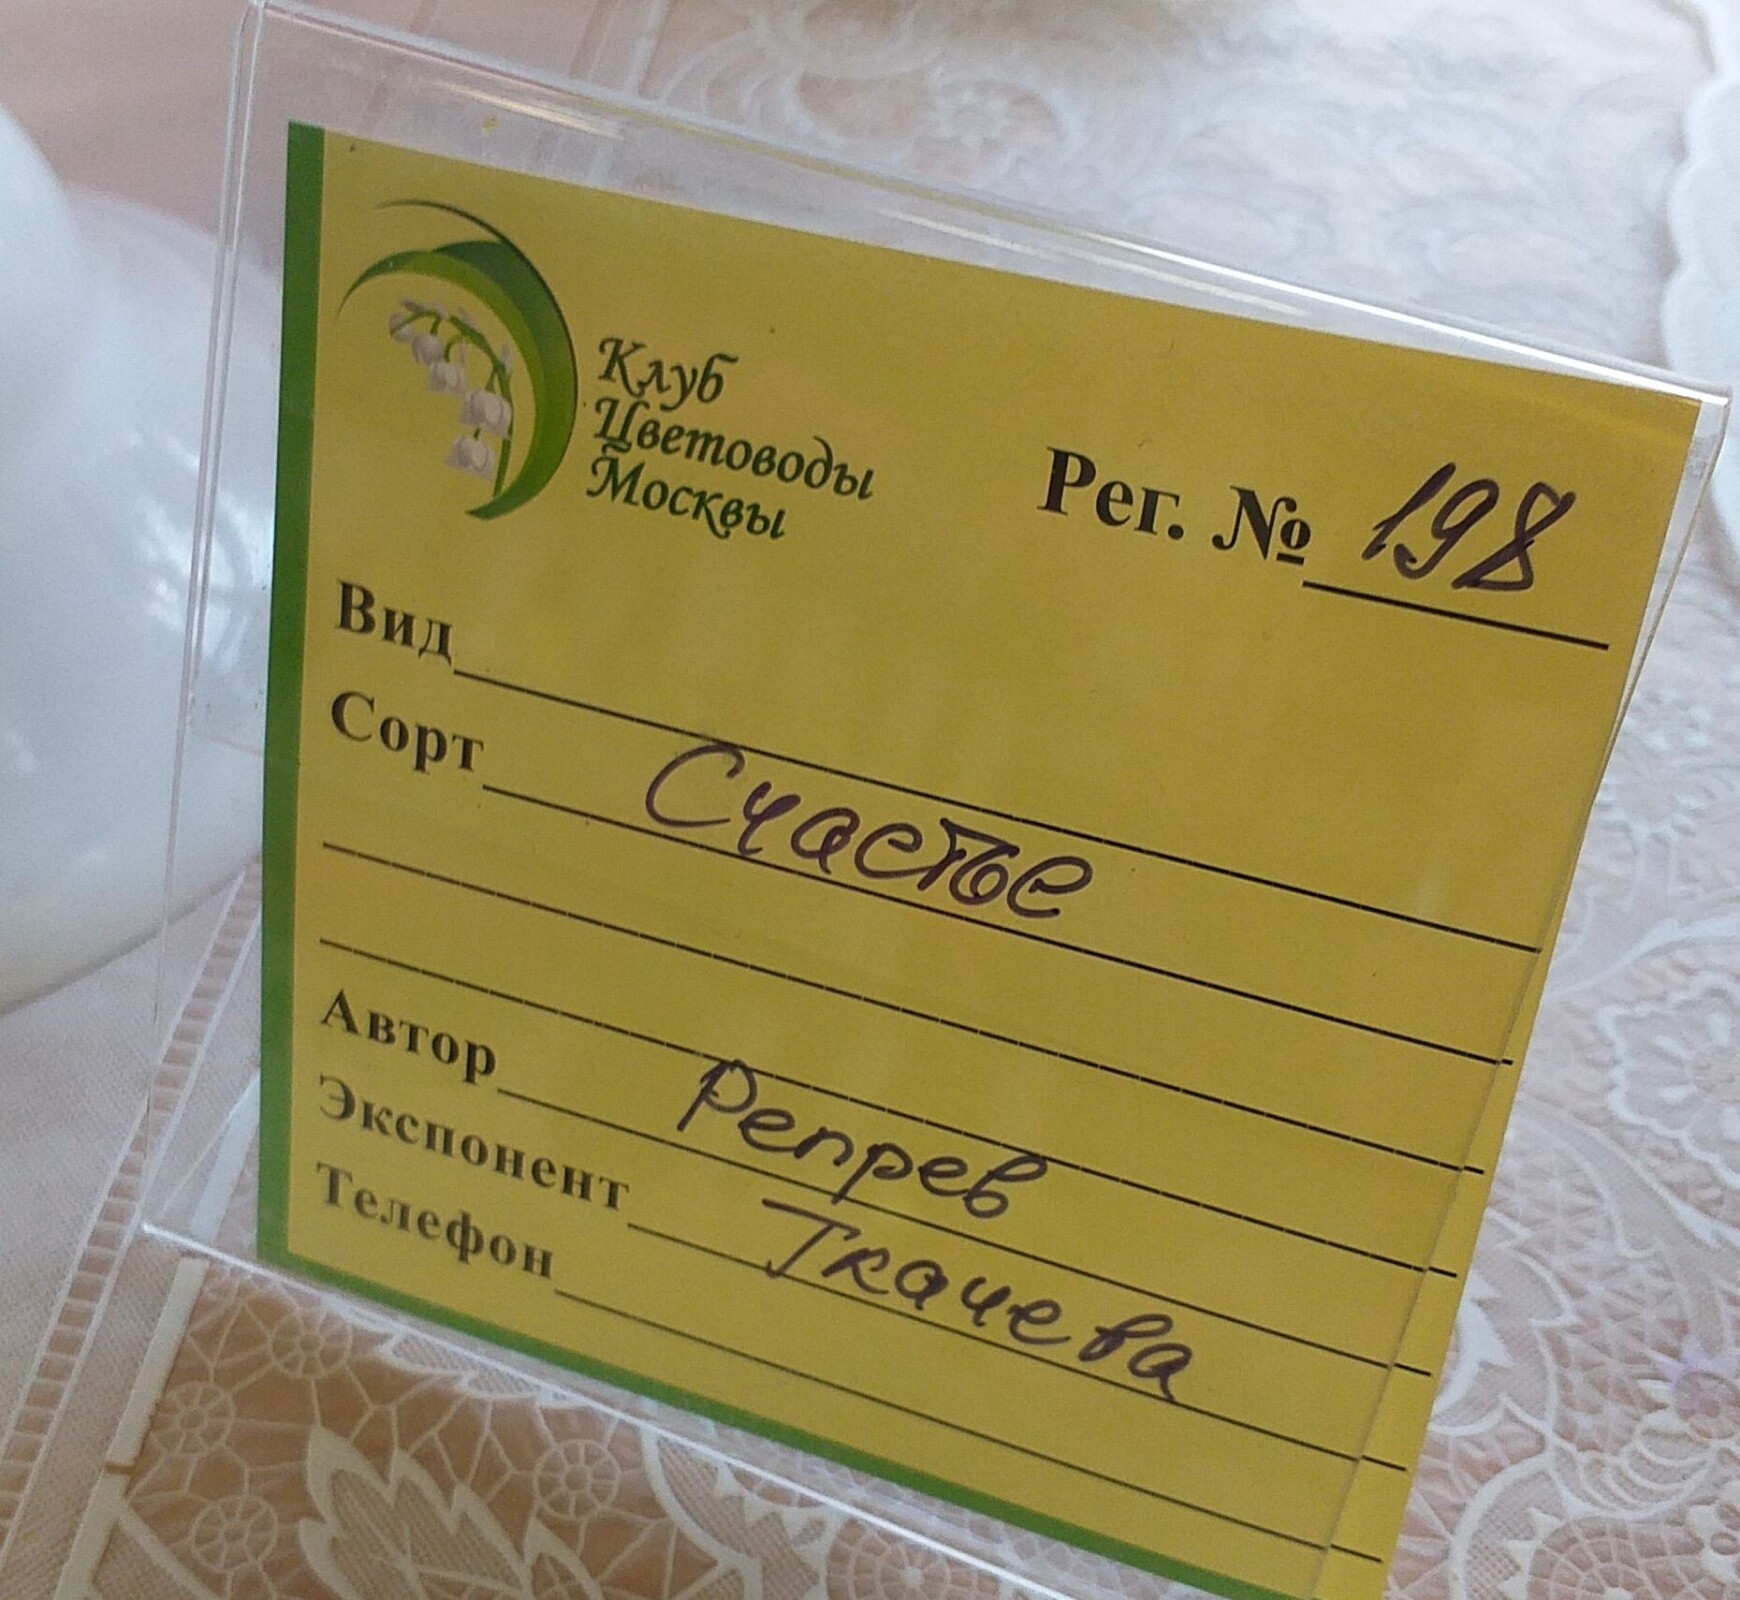 Клуб
Цветоводы
Москвы
Рег. № 198
Вид
Сорт Счастье
Автор Репрев
Экспонент Ткачева
Телефон